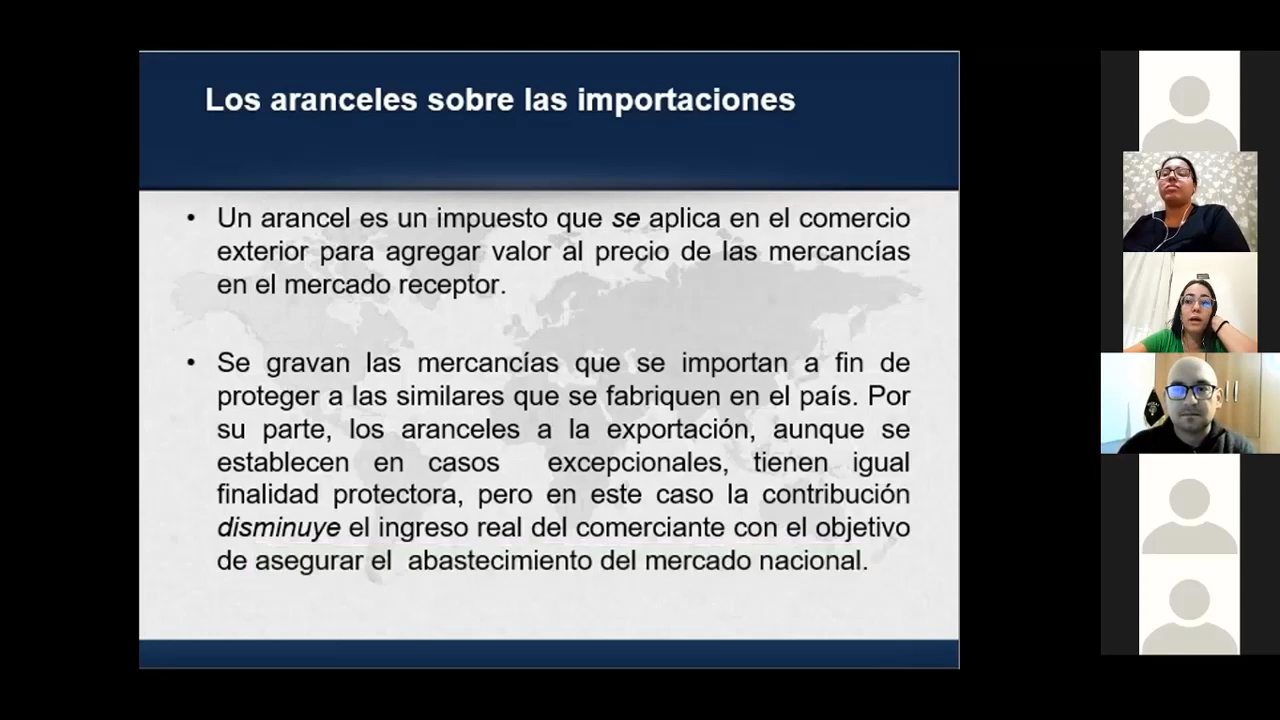 Los aranceles sobre las importaciones
• Un arancel es un impuesto que se aplica en el comercio
exterior para agregar valor al precio de las mercancías
en el mercado receptor.
• Se gravan las mercancías que se importan a fin de
proteger a las similares que se fabriquen en el país. Por
su parte, los aranceles a la exportación, aunque se
establecen en casos excepcionales, tienen igual
finalidad protectora, pero en este caso la contribución
disminuye el ingreso real del comerciante con el objetivo
de asegurar el abastecimiento del mercado nacional.